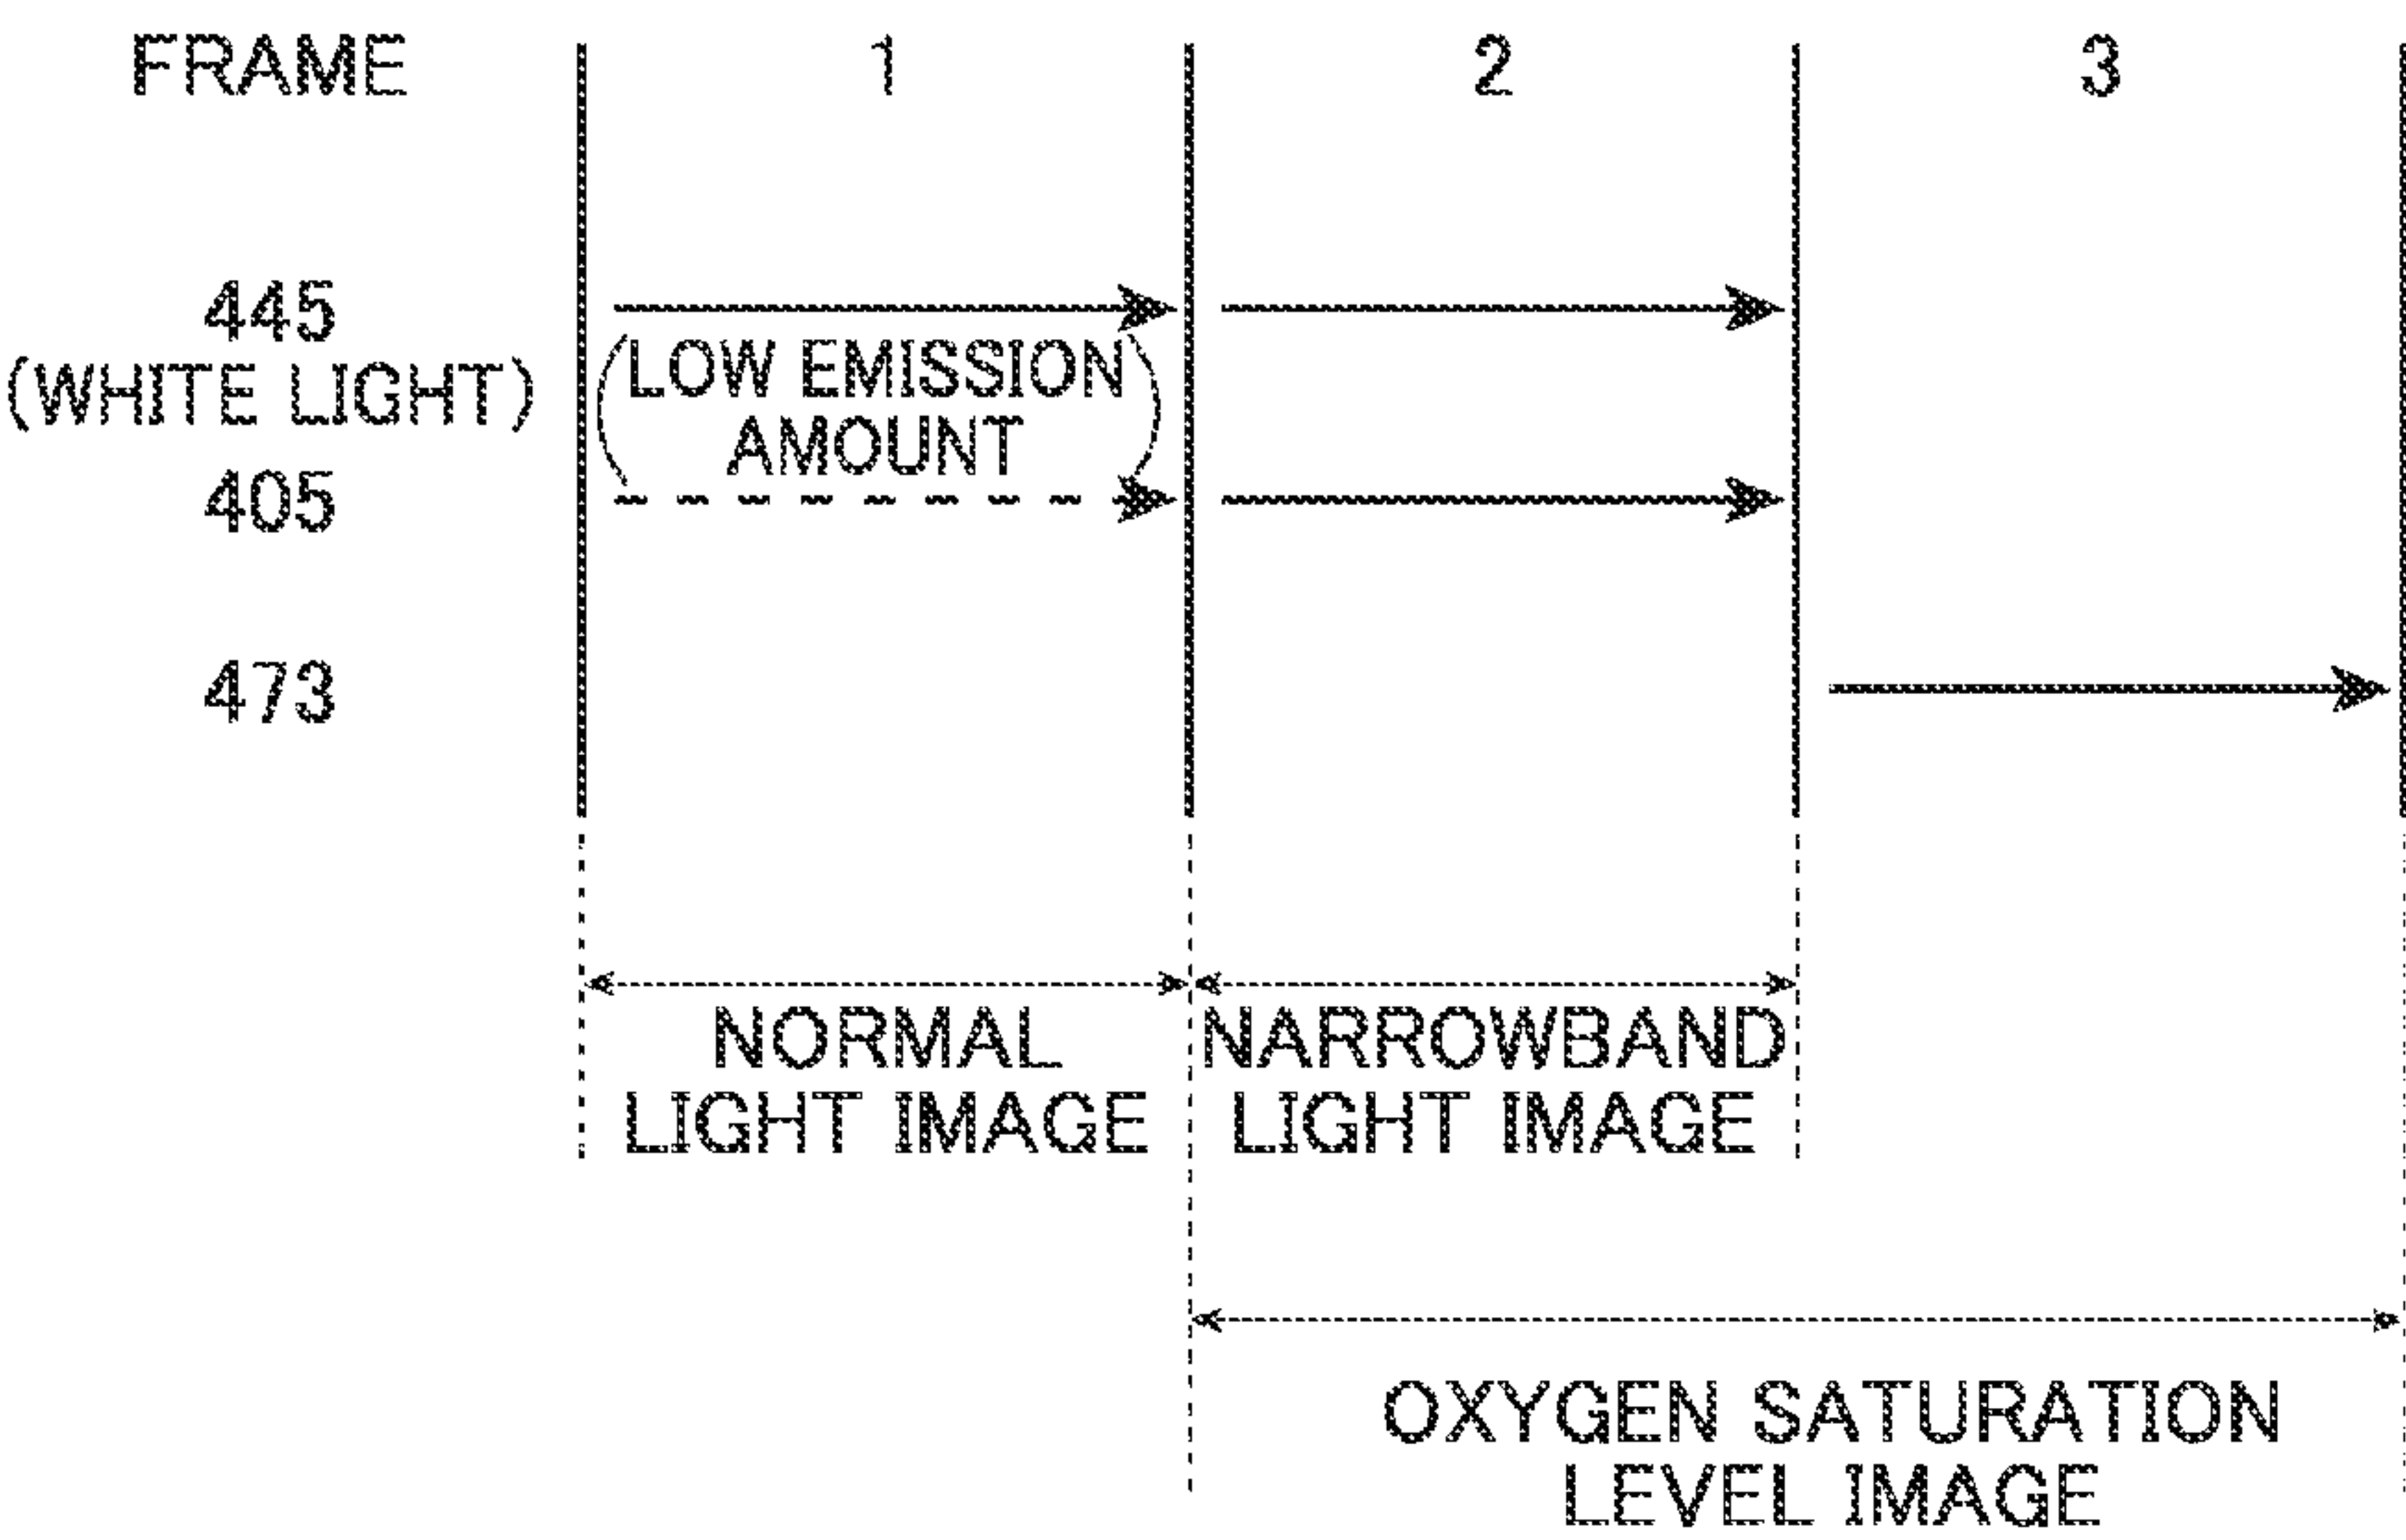 FRAME 1 2 3
445
(WHITE LIGHT)
(LOW EMISSION
AMOUNT)
405
473
NORMAL
LIGHT IMAGE
NARROWBAND
LIGHT IMAGE
OXYGEN SATURATION
LEVEL IMAGE